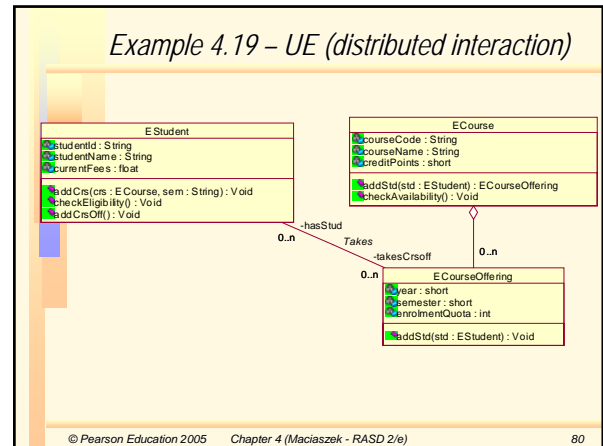 Example 4.19 – UE (distributed interaction)
EStudent
studentId : String
studentName : String
currentFees : float
addCrs(crs : ECourse, sem : String) : Void
checkEligibility() : Void
addCrsOff() : Void
ECourse
courseCode : String
courseName : String
creditPoints : short
addStd(std : EStudent) : ECourseOffering
checkAvailability() : Void
-hasStud
0..n
Takes
-takesCrsoff
0..n
0..n
ECourseOffering
year : short
semester : short
enrolmentQuota : int
addStd(std : EStudent) : Void
© Pearson Education 2005 Chapter 4 (Maciaszek - RASD 2/e) 80